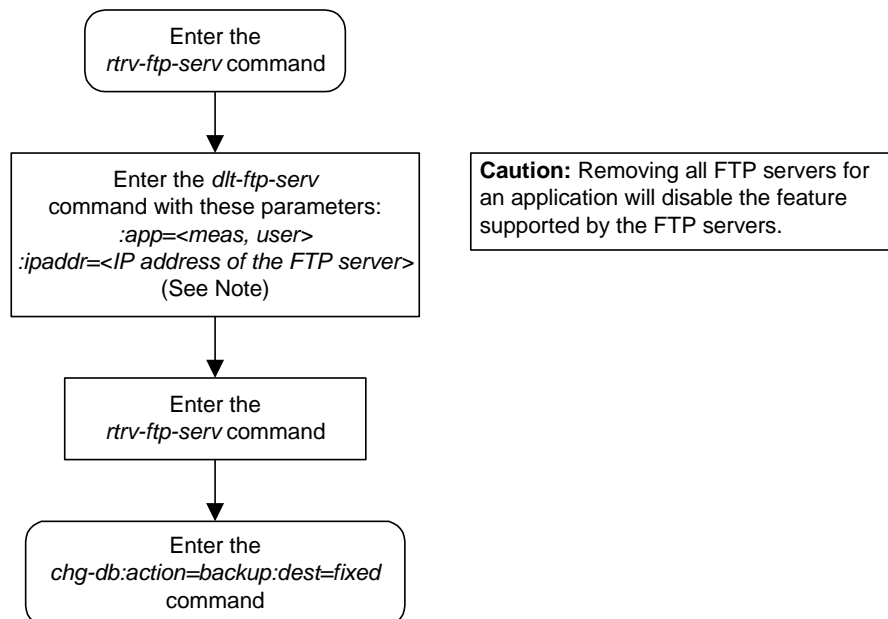 Enter the
rtrv-ftp-serv command
Enter the dlt-ftp-serv
command with these parameters:
:app=<meas, user>
:ipaddr=<IP address of the FTP server>
(See Note)
Caution: Removing all FTP servers for
an application will disable the feature
supported by the FTP servers.
Enter the
rtrv-ftp-serv command
Enter the
chg-db:action=backup:dest=fixed
command